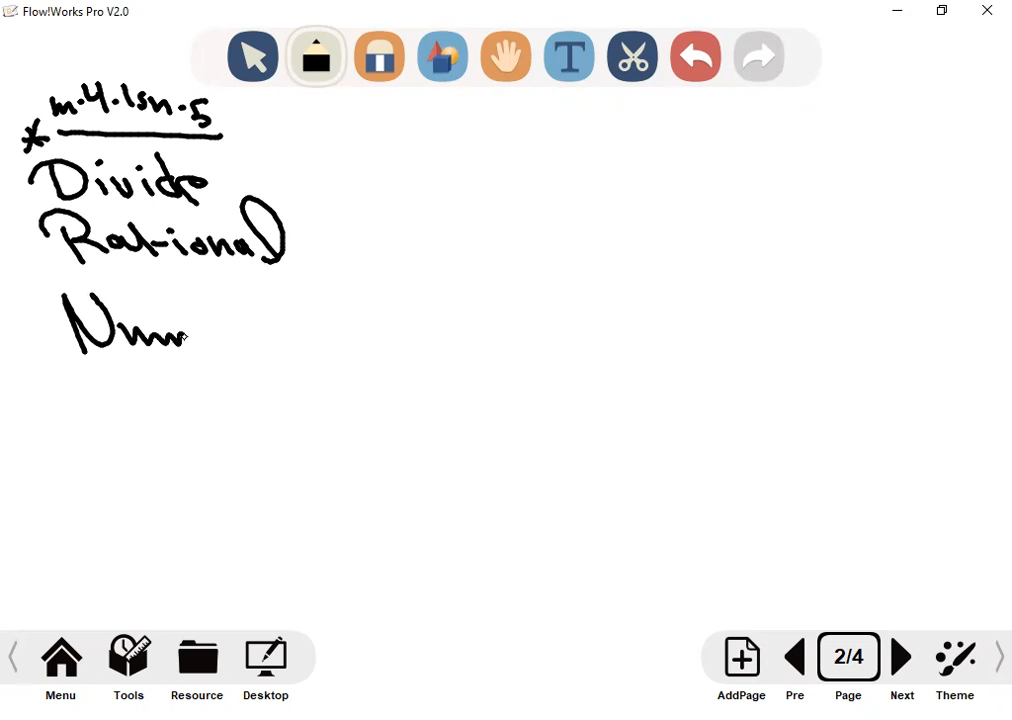 Flow!Works Pro V2.0
T
m.4.lsn.5
* Divide
Rational
Num
Menu Tools Resource Desktop
2/4
AddPage Pre Page Next Theme